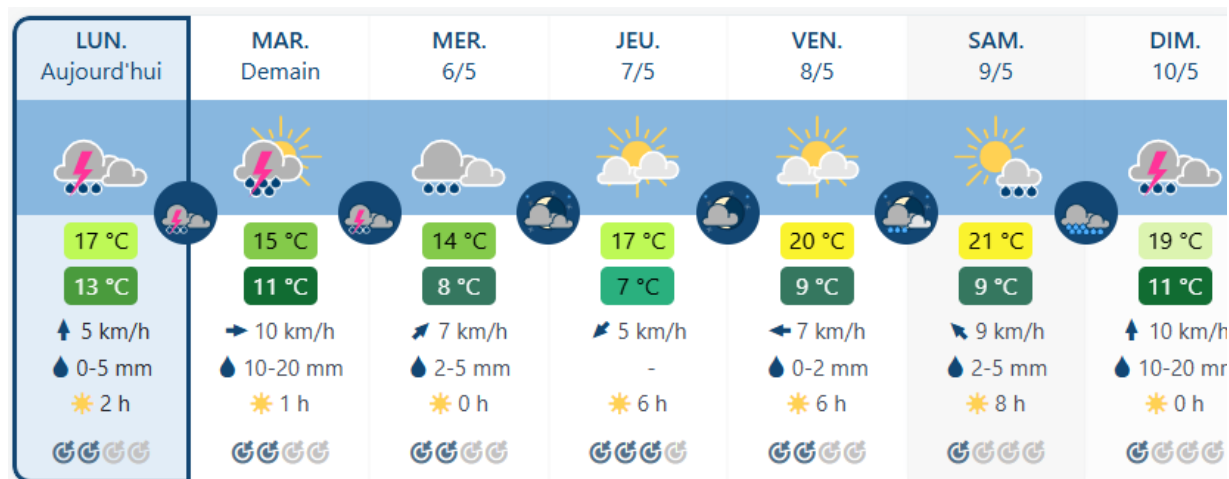 LUN. MAR. MER. JEU. VEN. SAM. DIM.
Aujourd'hui Demain 6/5 7/5 8/5 9/5 10/5
17 °C 15 °C 14 °C 17 °C 20 °C 21 °C 19 °C
13 °C 11 °C 8 °C 7 °C 9 °C 9 °C 11 °C
5 km/h 10 km/h 7 km/h 5 km/h 7 km/h 9 km/h 10 km/h
0-5 mm 10-20 mm 2-5 mm - 0-2 mm 2-5 mm 10-20 mm
2 h 1 h 0 h 6 h 6 h 8 h 0 h